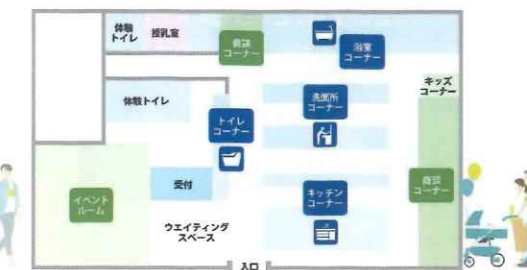 体験
トイレ
授乳室
商談
コーナー
浴室
コーナー
キッズ
コーナー
体験トイレ
洗面所
コーナー
トイレ
コーナー
受付
キッチン
コーナー
商談
コーナー
イベント
ルーム
ウエイティング
スペース
入口